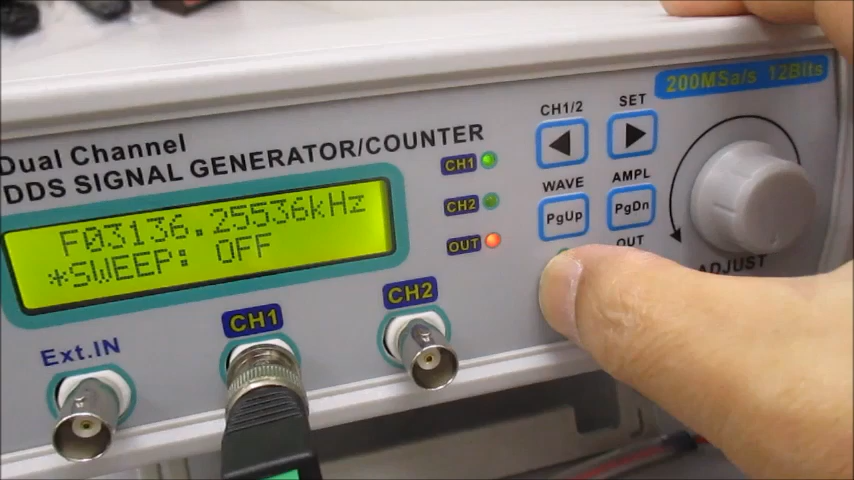 200MSa/s 12Bits
Dual Channel
DDS SIGNAL GENERATOR/COUNTER
CH1/2
SET
CH1
WAVE
AMPL
PgUp
PgDn
CH2
OUT
OUT
ADJUST
F03136.25536kHz
*SWEEP: OFF
Ext.IN
CH1
CH2